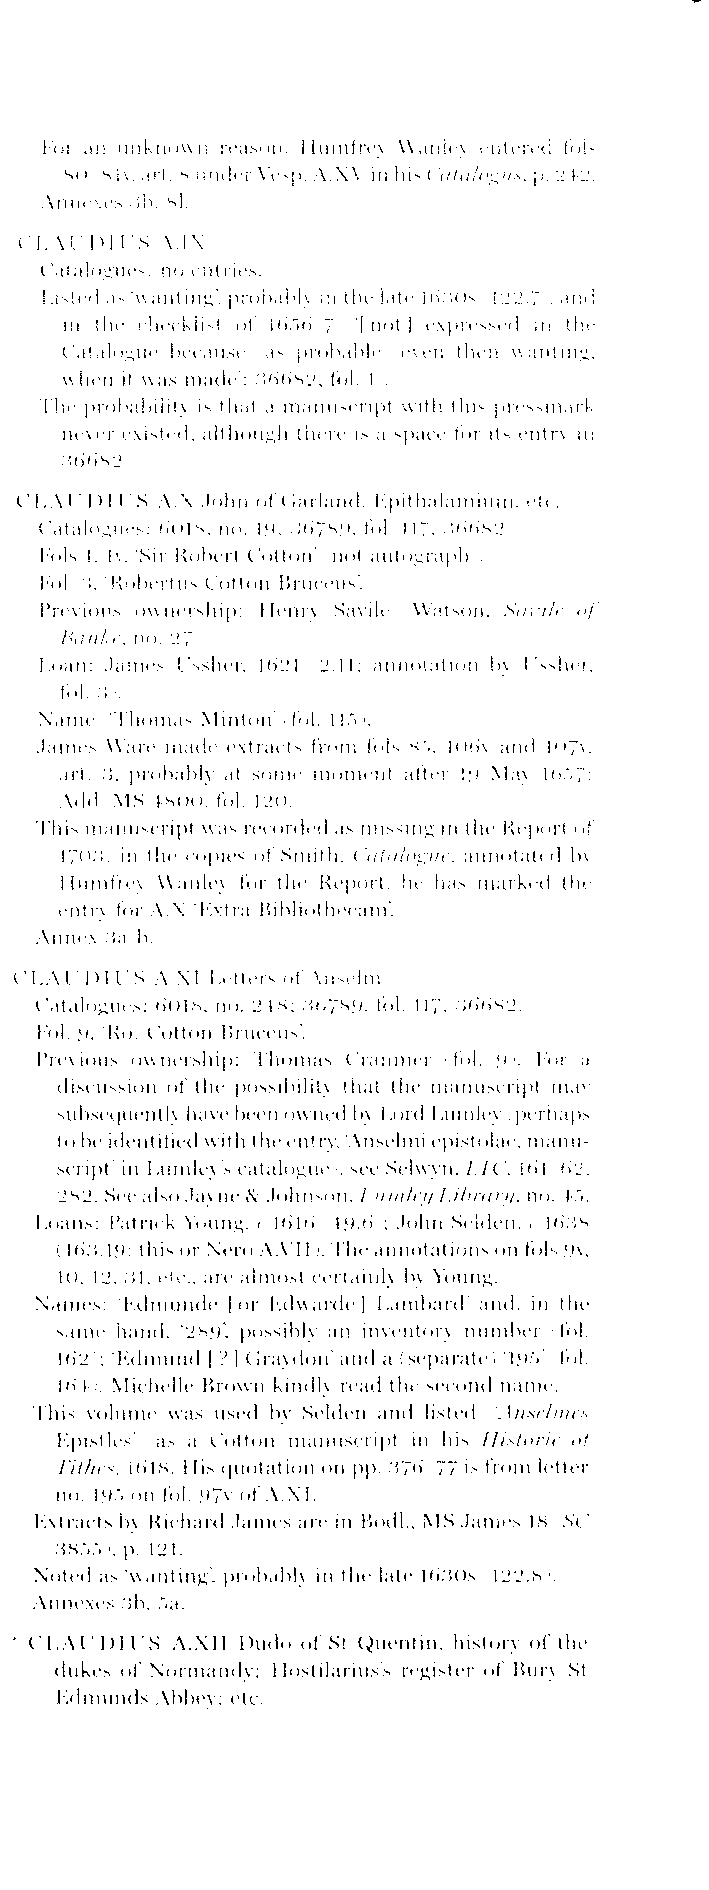 For an unknown reason, Humfrey Wanley entered fols
80–81v, art. 8 under Vesp. A.XV in his Catalogus, p. 242.
Annexes 3b, 8l.
CLAUDIUS A.IX
Catalogues: no entries.
Listed as 'wanting', probably in the late 1630s (122.7), and
in the checklist of 1656–7 ('[not] expressed in the
Catalogue because (as probable) even then wanting,
when it was made': 36682, fol. 1).
The probability is that a manuscript with this pressmark
never existed, although there is a space for its entry in
36682.
CLAUDIUS A.X John of Garland, Epithalamium, etc.
Catalogues: 6018, no. 19; 36789, fol. 117; 36682.
Fols 1, 1v, 'Sir Robert Cotton' (not autograph).
Fol. 3, 'Robertus Cotton Bruceus'.
Previous ownership: Henry Savile (Watson, Savile of
Banke, no. 27).
Loan: James Ussher, 1621 (2.11; annotation by Ussher,
fol. 3).
Name: 'Thomas Minton' (fol. 115).
James Ware made extracts from fols 85, 106v and 107v,
art. 3, probably at some moment after 19 May 1657:
Add. MS 4800, fol. 120.
This manuscript was recorded as missing in the Report of
1703: in the copies of Smith, Catalogue, annotated by
Humfrey Wanley for the Report, he has marked the
entry for A.X 'Extra Bibliothecam'.
Annex 3a–b.
CLAUDIUS A.XI Letters of Anselm
Catalogues: 6018, no. 248; 36789, fol. 117; 36682.
Fol. 9, 'Ro. Cotton Bruceus'.
Previous ownership: Thomas Cranmer (fol. 9). For a
discussion of the possibility that the manuscript may
subsequently have been owned by Lord Lumley (perhaps
to be identified with the entry, 'Anselmi epistolae, manu-
script' in Lumley's catalogue), see Selwyn, LTC, 161–62,
282. See also Jayne & Johnson, Lumley Library, no. 45.
Loans: Patrick Young, c.1616 (49.6); John Selden, c.1638
(163.19: this or Nero A.VII). The annotations on fols 9v,
10, 12, 31, etc., are almost certainly by Young.
Names: 'Edmunde [or Edwarde] Lambard' and, in the
same hand, '289', possibly an inventory number (fol.
162); 'Edmund [?] Graydon' and a (separate) '195' (fol.
164). Michelle Brown kindly read the second name.
This volume was used by Selden and listed ('Anselmes
Epistles') as a Cotton manuscript in his Historie of
Tithes, 1618. His quotation on pp. 376–77 is from letter
no. 195 on fol. 97v of A.XI.
Extracts by Richard James are in Bodl., MS James 18 (SC
3855), p. 121.
Noted as 'wanting', probably in the late 1630s (122.8).
Annexes 3b, 5a.
* CLAUDIUS A.XII Dudo of St Quentin, history of the
dukes of Normandy; Hostilarius's register of Bury St
Edmunds Abbey; etc.